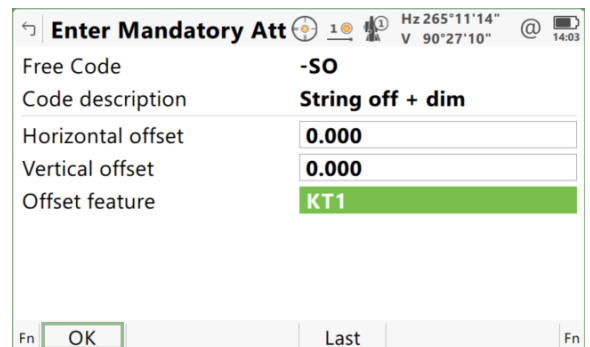 Enter Mandatory Att 1 1 Hz 265°11'14" V 90°27'10" @ 14:03
Free Code -SO
Code description String off + dim
Horizontal offset 0.000
Vertical offset 0.000
Offset feature KT1
Fn OK Last Fn